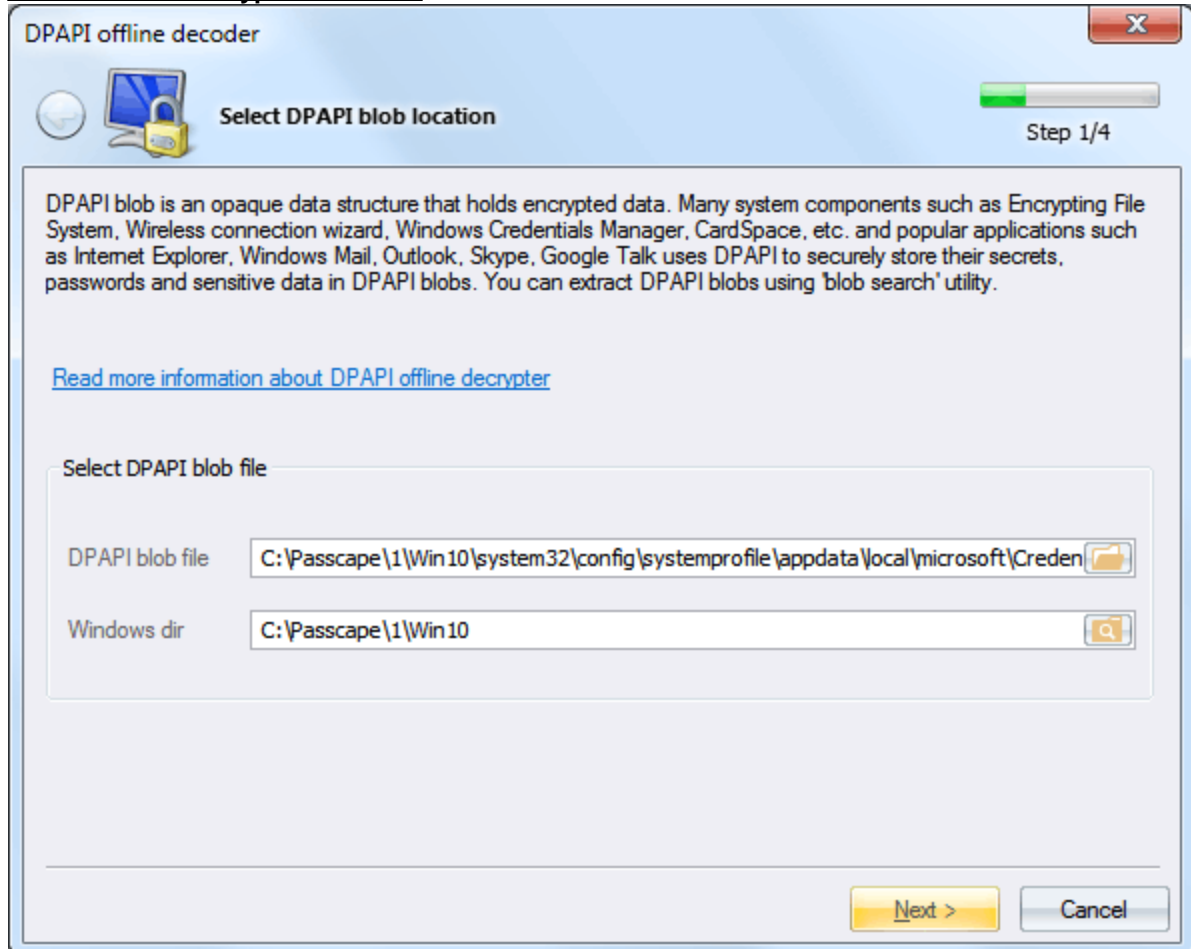 DPAPI offline decoder
Select DPAPI blob location
Step 1/4
DPAPI blob is an opaque data structure that holds encrypted data. Many system components such as Encrypting File
System, Wireless connection wizard, Windows Credentials Manager, CardSpace, etc. and popular applications such
as Internet Explorer, Windows Mail, Outlook, Skype, Google Talk uses DPAPI to securely store their secrets,
passwords and sensitive data in DPAPI blobs. You can extract DPAPI blobs using 'blob search' utility.
Read more information about DPAPI offline decrypter
Select DPAPI blob file
DPAPI blob file C:\Passcape\1\Win10\system32\config\systemprofile\appdata\local\microsoft\Creden
Windows dir C:\Passcape\1\Win10
Next > Cancel